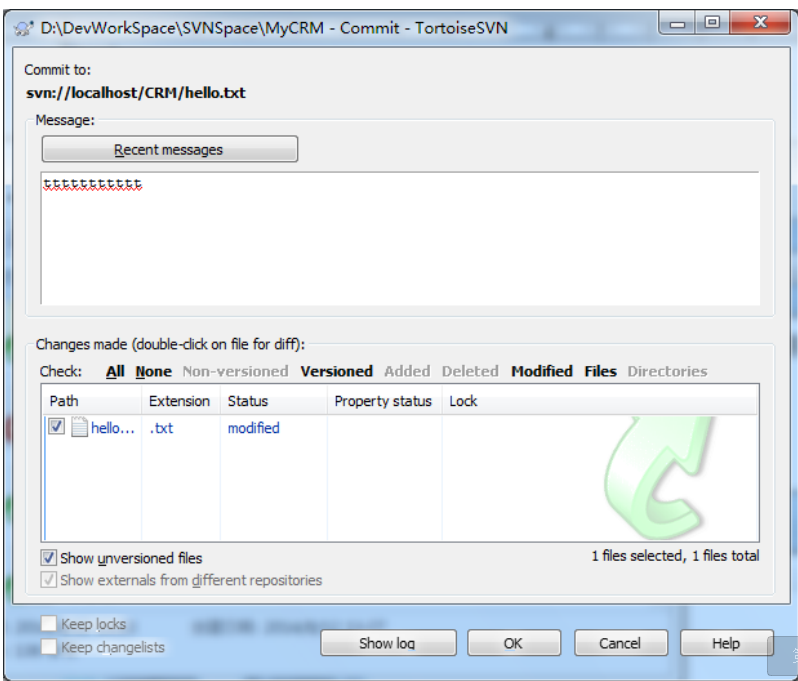 D:\DevWorkSpace\SVNSpace\MyCRM - Commit - TortoiseSVN
Commit to:
svn://localhost/CRM/hello.txt
Message:
Recent messages
ttttttttttt
Changes made (double-click on file for diff):
Check: All None Non-versioned Versioned Added Deleted Modified Files Directories
Path Extension Status Property status Lock
hello... .txt modified
Show unversioned files
1 files selected, 1 files total
Show externals from different repositories
Keep locks
Keep changelists
Show log OK Cancel Help